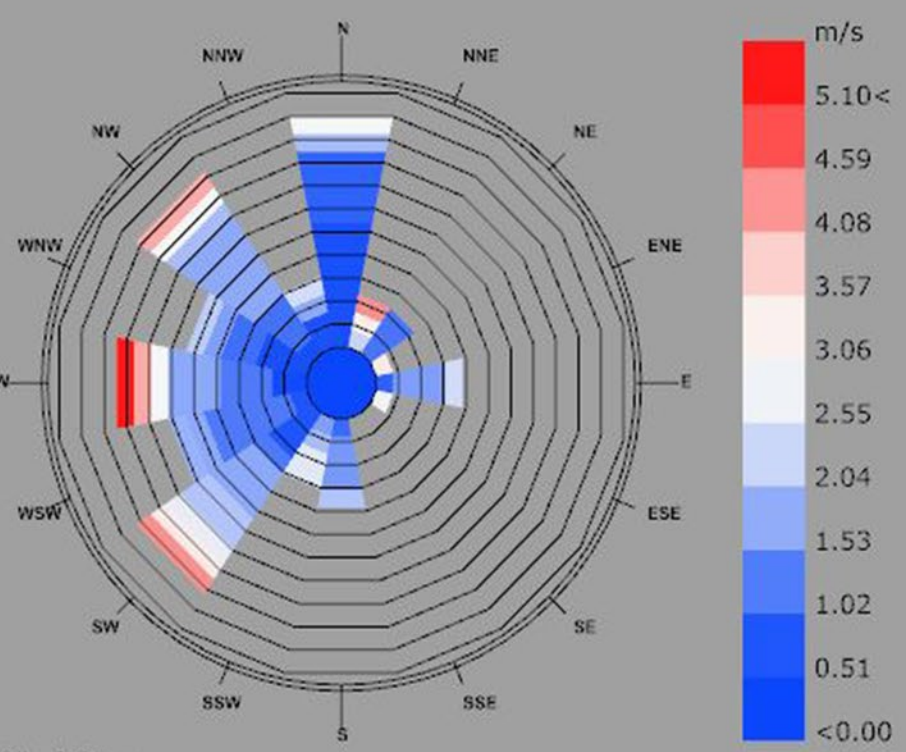 m/s
N
NNW
NNE
5.10<
NW
NE
4.59
4.08
WNW
ENE
3.57
3.06
W
E
2.55
2.04
WSW
ESE
1.53
1.02
SW
SE
0.51
SSW
SSE
S
<0.00